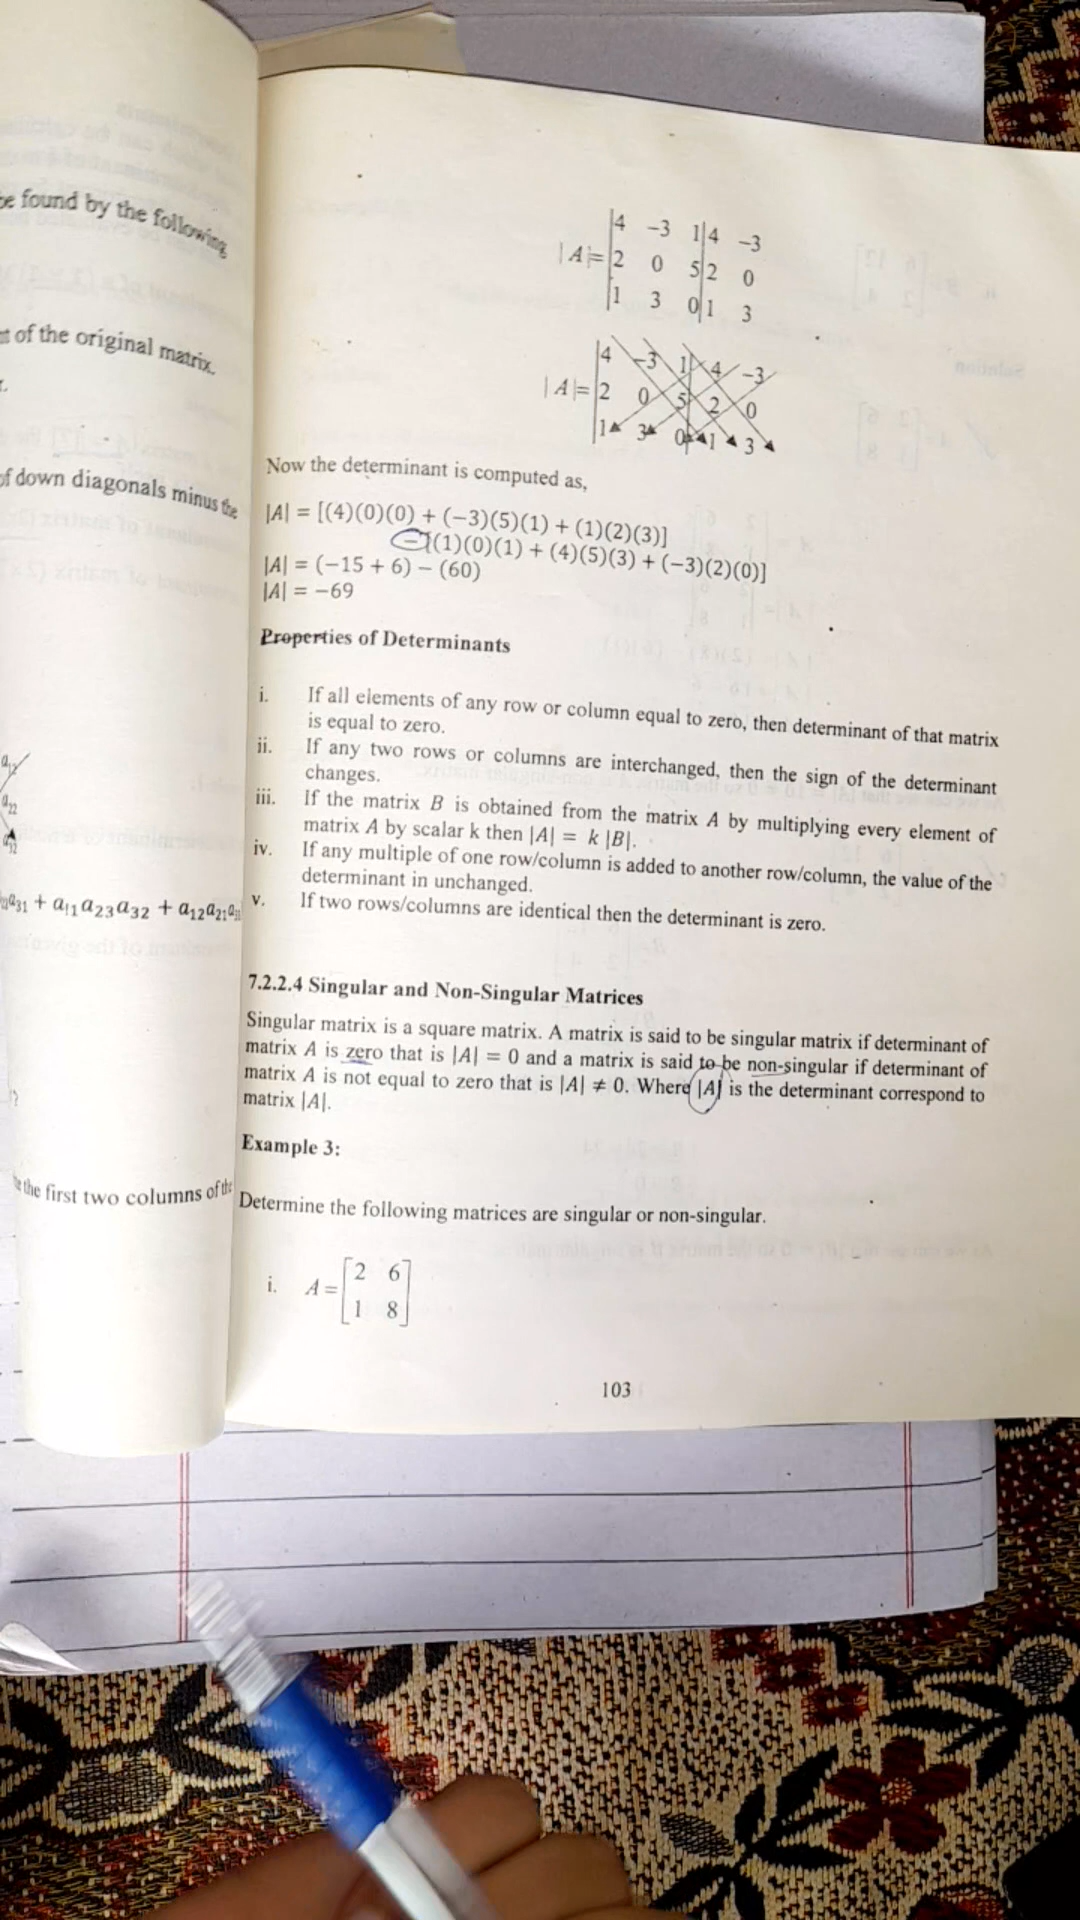 be found by the following
of the original matrix.
of down diagonals minus the
a₁₂
a₂₂
a₃₂
a₃₁ + a₁₁a₂₃a₃₂ + a₁₂a₂₁a₃₃
?
the first two columns of the
|A|= |4 −3 1|4 −3
2 0 5|2 0
1 3 0|1 3
|A|= |4 −3 1|4 −3
2 0 5|2 0
1 3 0|1 3
Now the determinant is computed as,
|A| = [(4)(0)(0) + (−3)(5)(1) + (1)(2)(3)]
−[(1)(0)(1) + (4)(5)(3) + (−3)(2)(0)]
|A| = (−15 + 6) − (60)
|A| = −69
Properties of Determinants
i. If all elements of any row or column equal to zero, then determinant of that matrix
is equal to zero.
ii. If any two rows or columns are interchanged, then the sign of the determinant
changes.
iii. If the matrix B is obtained from the matrix A by multiplying every element of
matrix A by scalar k then |A| = k |B|.
iv. If any multiple of one row/column is added to another row/column, the value of the
determinant in unchanged.
v. If two rows/columns are identical then the determinant is zero.
7.2.2.4 Singular and Non-Singular Matrices
Singular matrix is a square matrix. A matrix is said to be singular matrix if determinant of
matrix A is zero that is |A| = 0 and a matrix is said to be non-singular if determinant of
matrix A is not equal to zero that is |A| ≠ 0. Where |A| is the determinant correspond to
matrix |A|.
Example 3:
Determine the following matrices are singular or non-singular.
i. A = [2 6
1 8]
103